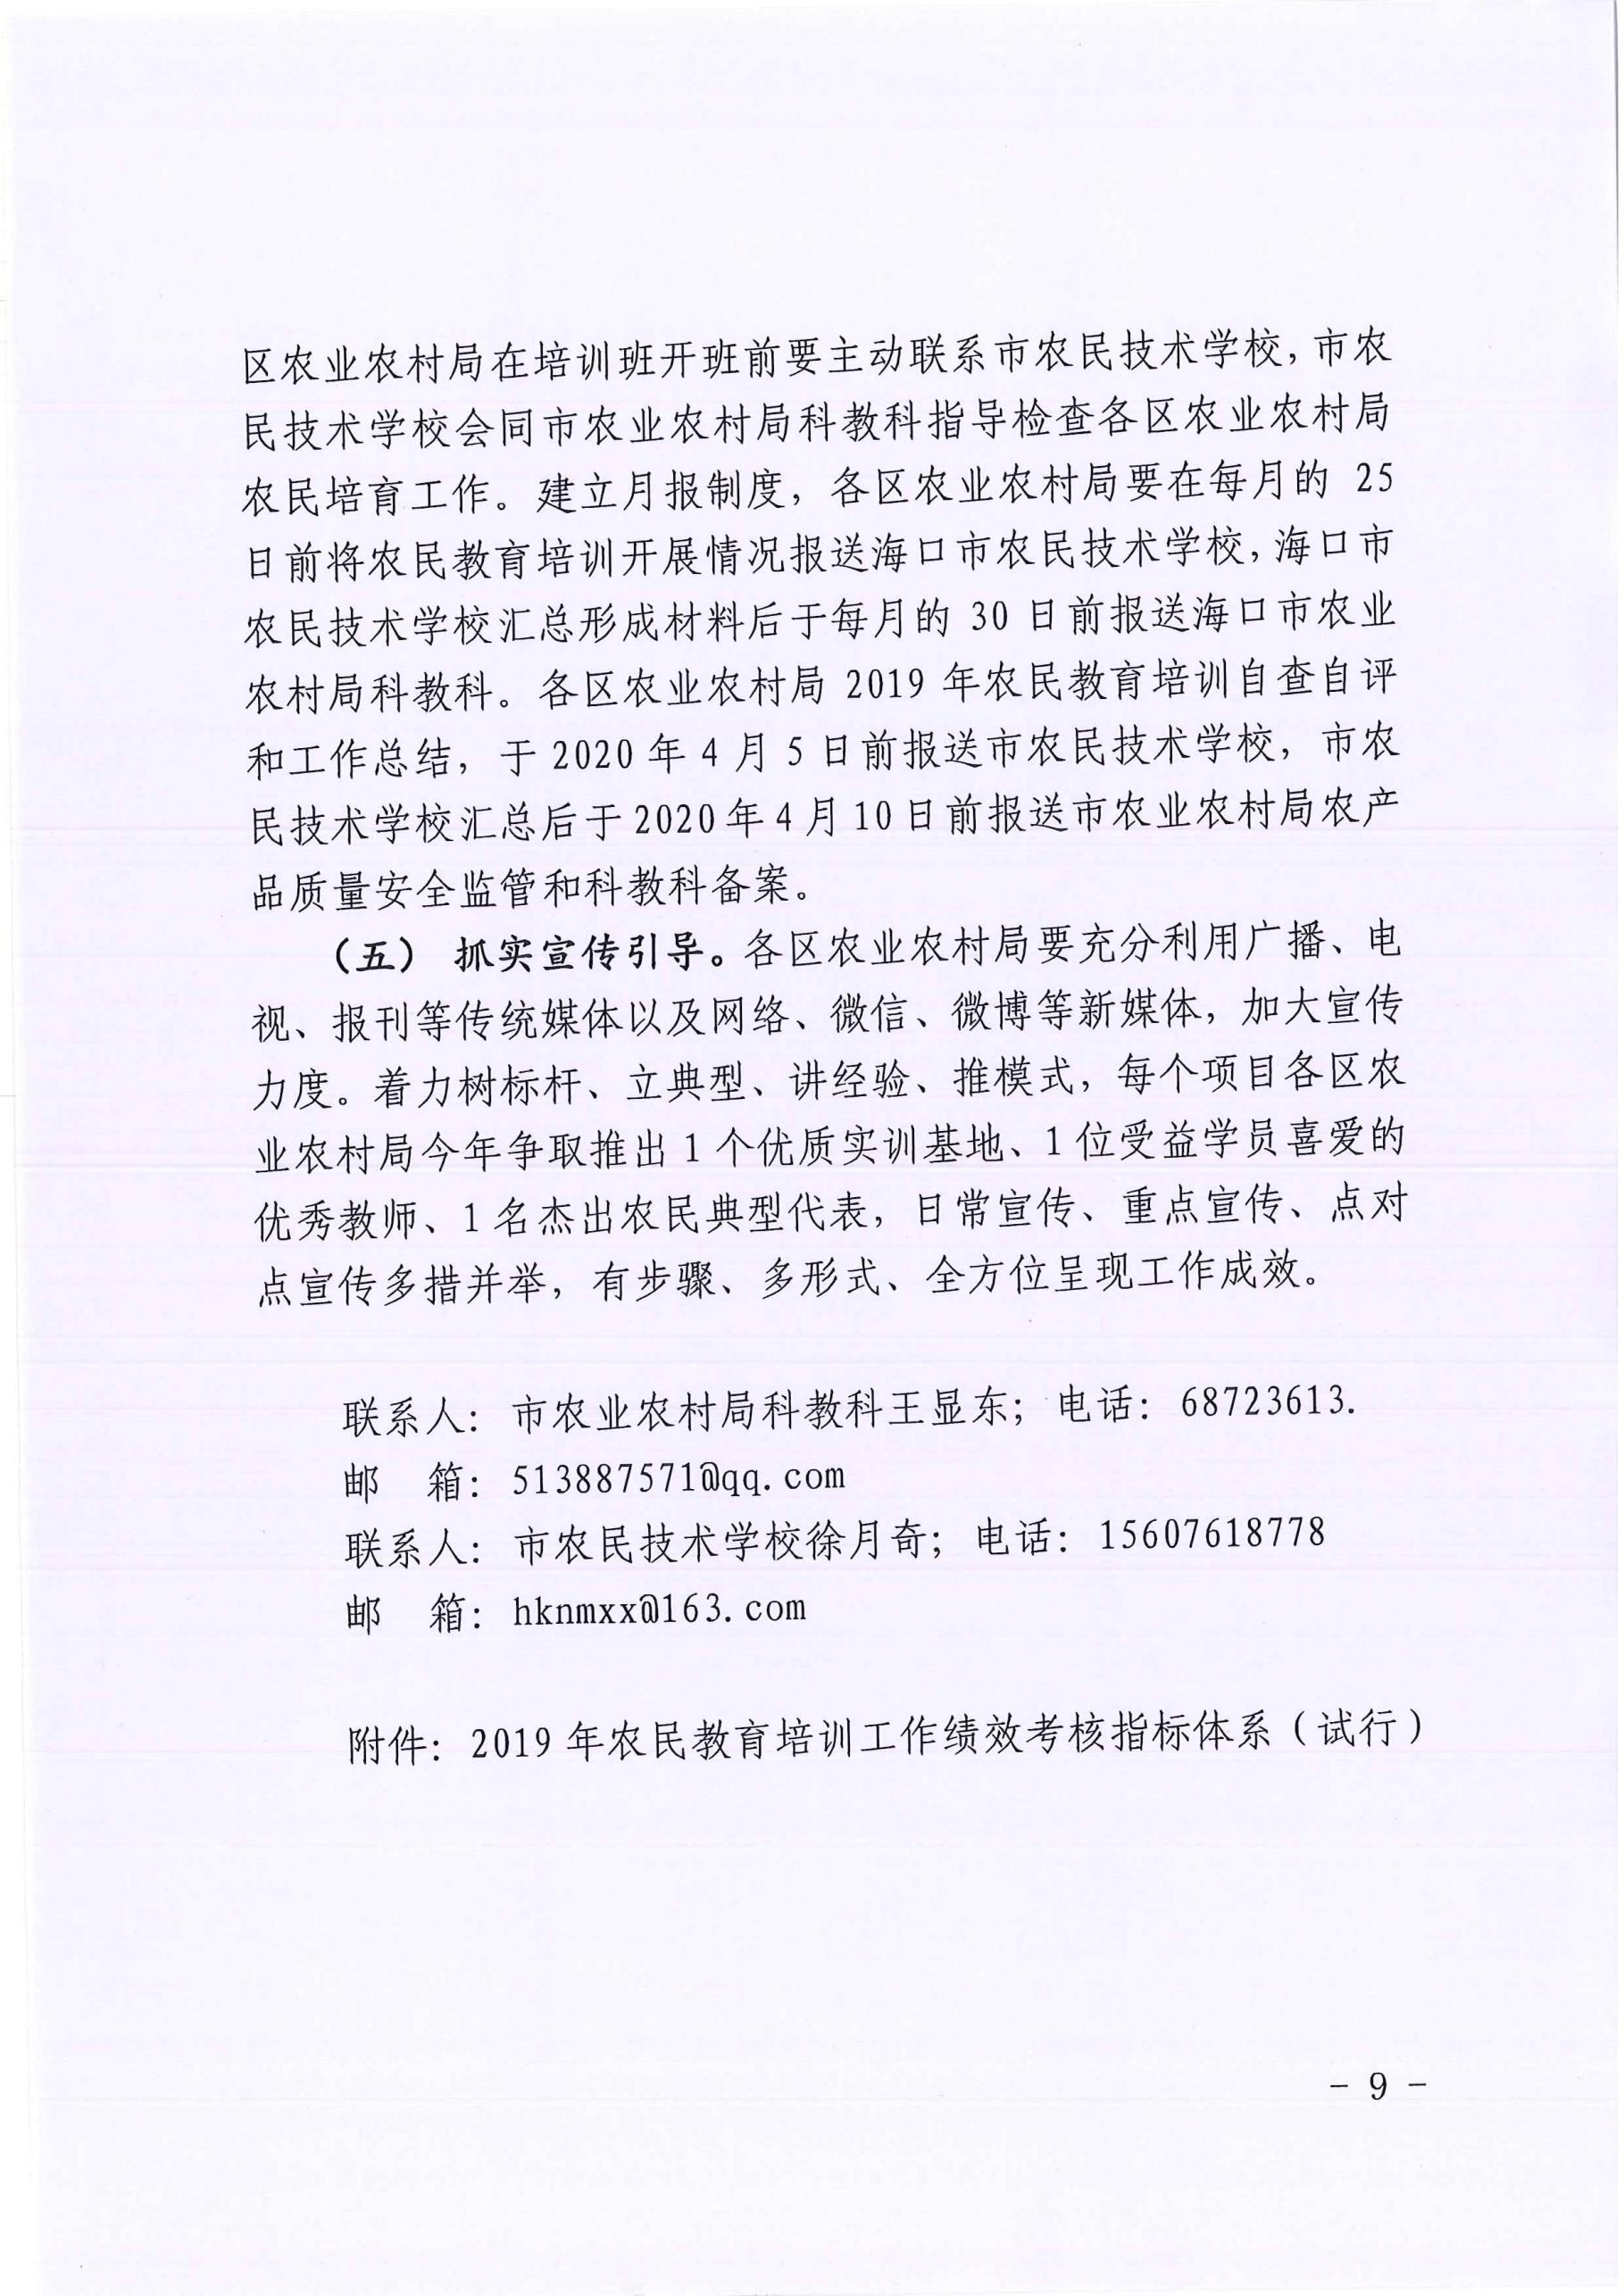 区农业农村局在培训班开班前要主动联系市农民技术学校，市农
民技术学校会同市农业农村局科教科指导检查各区农业农村局
农民培育工作。建立月报制度，各区农业农村局要在每月的 25
日前将农民教育培训开展情况报送海口市农民技术学校，海口市
农民技术学校汇总形成材料后于每月的 30 日前报送海口市农业
农村局科教科。各区农业农村局 2019 年农民教育培训自查自评
和工作总结，于 2020 年 4 月 5 日前报送市农民技术学校，市农
民技术学校汇总后于 2020 年 4 月 10 日前报送市农业农村局农产
品质量安全监管和科教科备案。
（五） 抓实宣传引导。各区农业农村局要充分利用广播、电
视、报刊等传统媒体以及网络、微信、微博等新媒体，加大宣传
力度。着力树标杆、立典型、讲经验、推模式，每个项目各区农
业农村局今年争取推出 1 个优质实训基地、1 位受益学员喜爱的
优秀教师、1 名杰出农民典型代表，日常宣传、重点宣传、点对
点宣传多措并举，有步骤、多形式、全方位呈现工作成效。
联系人：市农业农村局科教科王显东；电话：68723613.
邮　箱：513887571@qq.com
联系人：市农民技术学校徐月奇；电话：15607618778
邮　箱：hknmxx@163.com
附件：2019 年农民教育培训工作绩效考核指标体系（试行）
- 9 -